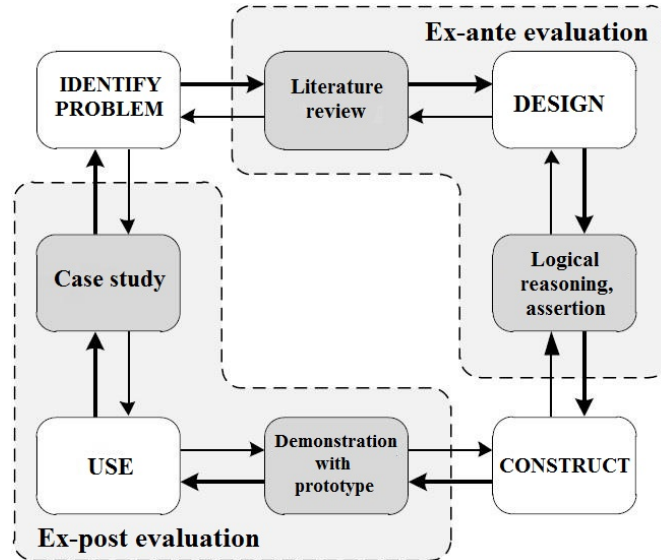 Ex-ante evaluation
IDENTIFY
PROBLEM
Literature
review
DESIGN
Case study
Logical
reasoning,
assertion
USE
Demonstration
with
prototype
CONSTRUCT
Ex-post evaluation